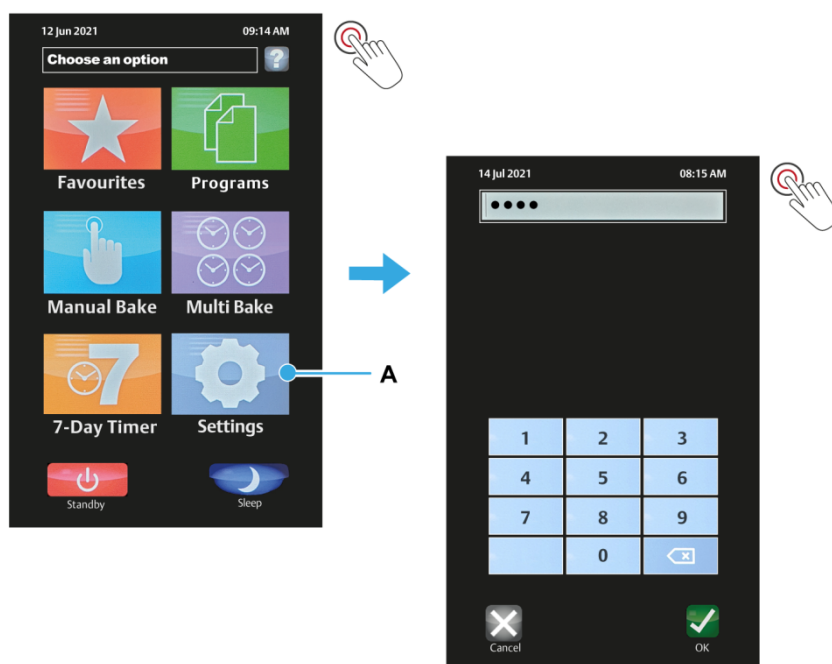 12 Jun 2021 09:14 AM
Choose an option ?
Favourites Programs
Manual Bake Multi Bake
7
7-Day Timer Settings
A
Standby Sleep
14 Jul 2021 08:15 AM
••••
1 2 3
4 5 6
7 8 9
0
Cancel OK